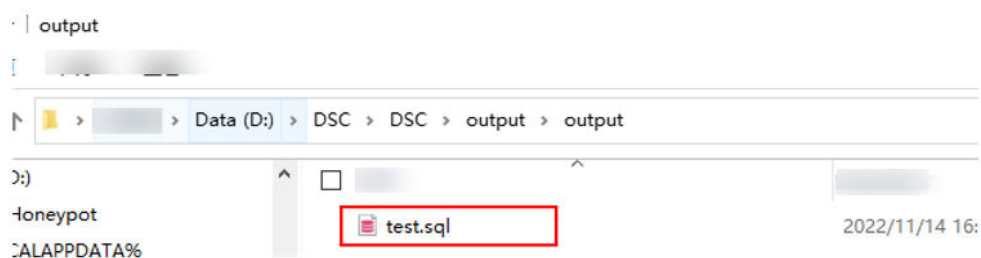 output
> Data (D:) > DSC > DSC > output > output
D:)
Honeypot
test.sql 2022/11/14 16:
CALAPPDATA%